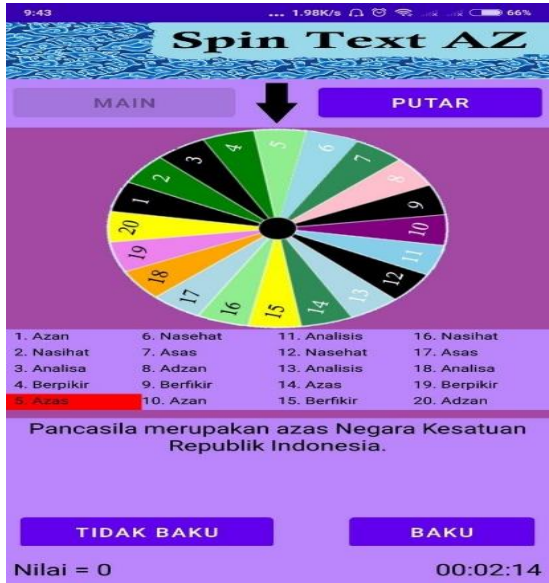 9:43 ... 1.98K/s 66%
Spin Text AZ
MAIN PUTAR
1 2 3 4 5 6 7 8 9 10 11 12 13 14 15 16 17 18 19 20
1. Azan 6. Nasehat 11. Analisis 16. Nasihat
2. Nasihat 7. Asas 12. Nasehat 17. Asas
3. Analisa 8. Adzan 13. Analisis 18. Analisa
4. Berpikir 9. Berfikir 14. Azas 19. Berpikir
5. Azas 10. Azan 15. Berfikir 20. Adzan
Pancasila merupakan azas Negara Kesatuan
Republik Indonesia.
TIDAK BAKU BAKU
Nilai = 0 00:02:14